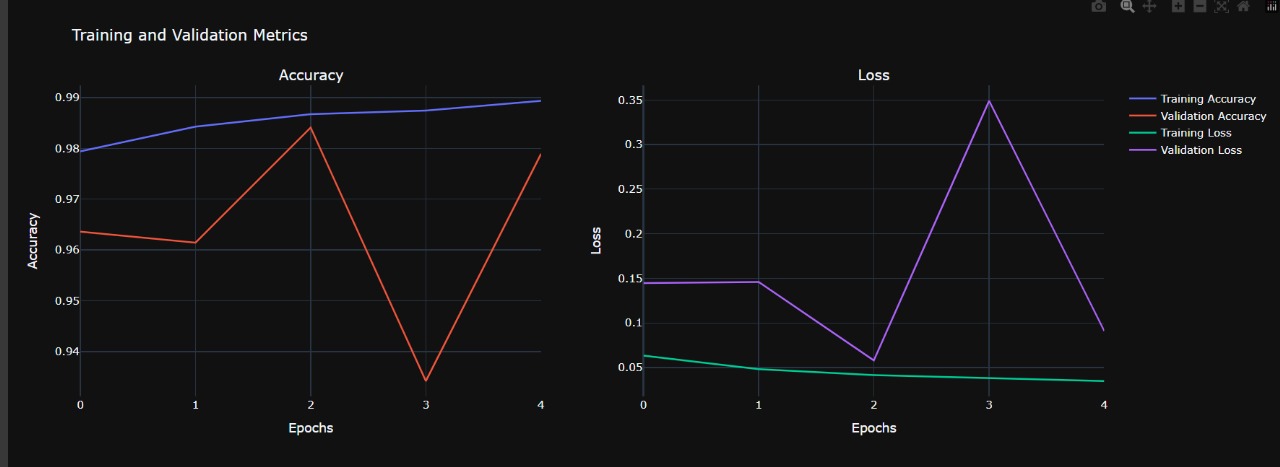 Training and Validation Metrics
Accuracy
0.99
0.98
0.97
0.96
0.95
0.94
Accuracy
0 1 2 3 4
Epochs
Loss
0.35
0.3
0.25
0.2
0.15
0.1
0.05
Loss
0 1 2 3 4
Epochs
Training Accuracy
Validation Accuracy
Training Loss
Validation Loss